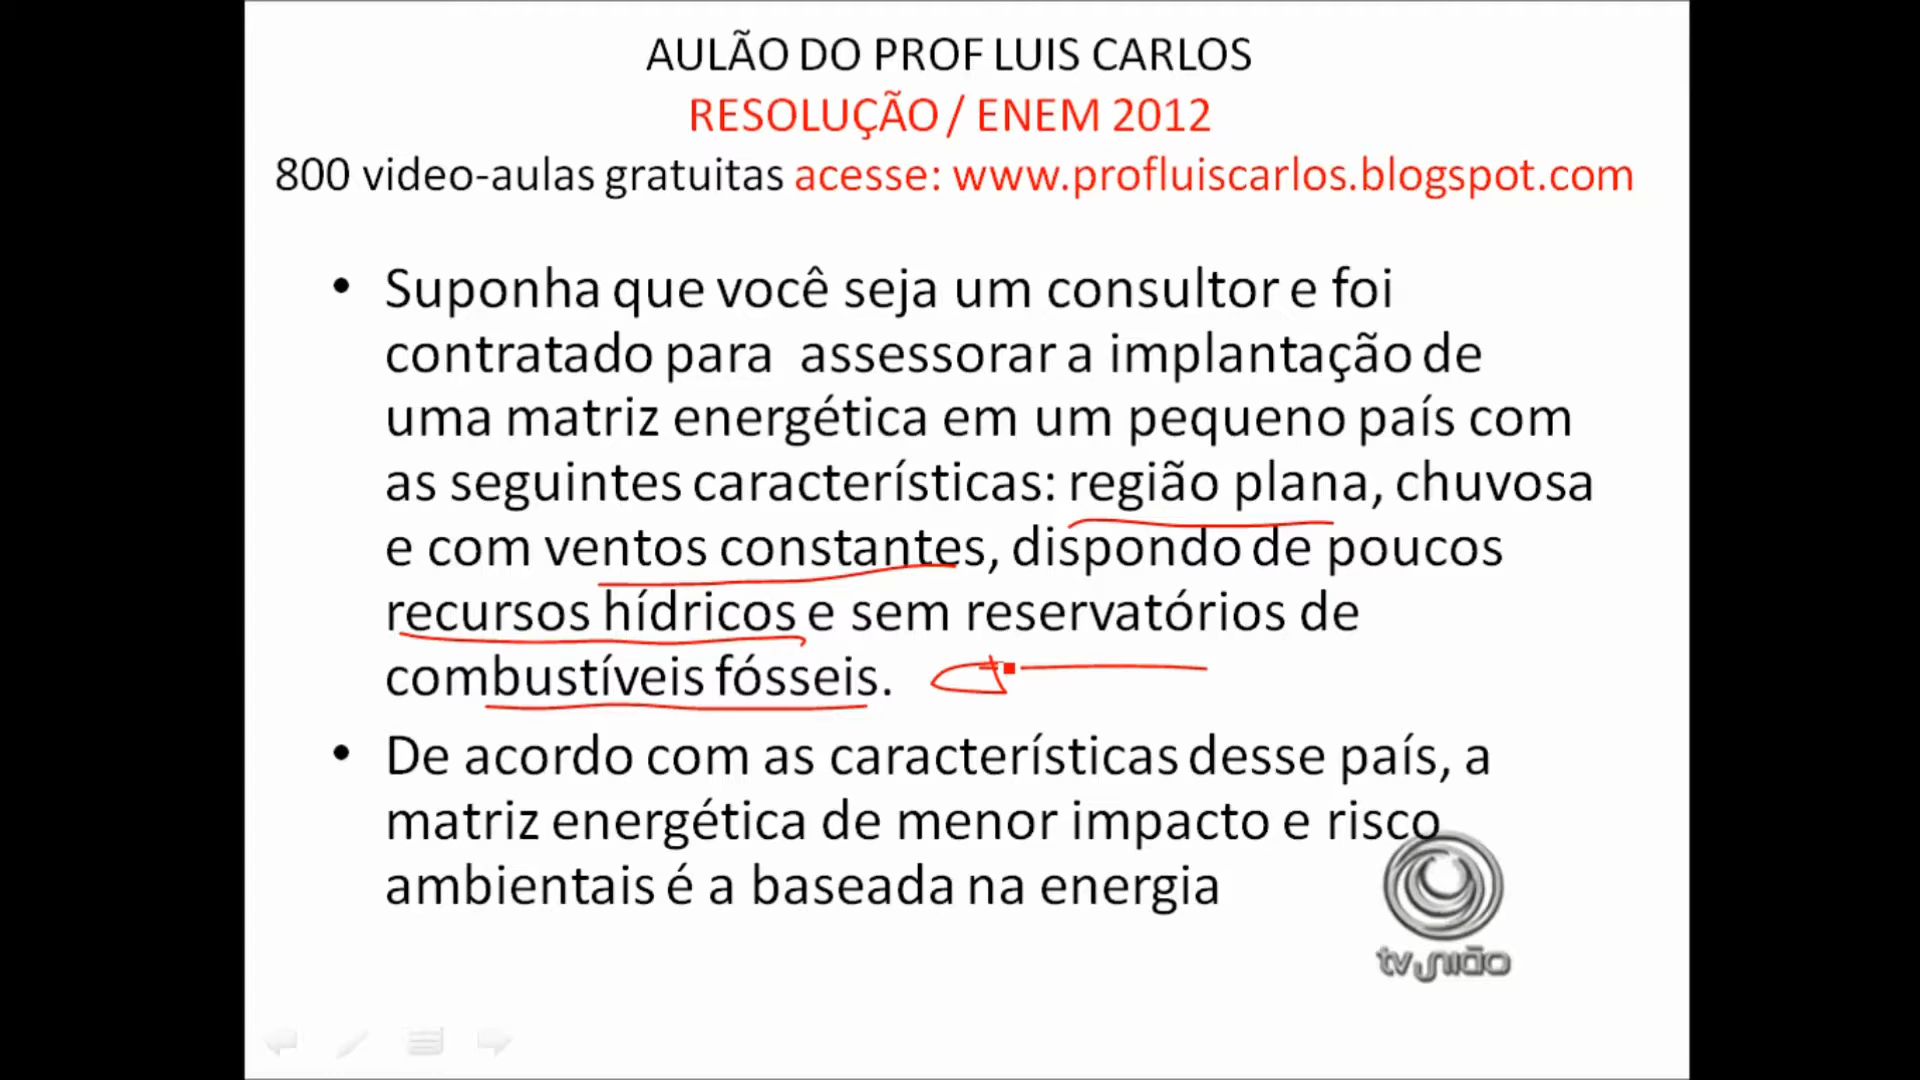 AULÃO DO PROF LUIS CARLOS
RESOLUÇÃO / ENEM 2012
800 video-aulas gratuitas acesse: www.profluiscarlos.blogspot.com
• Suponha que você seja um consultor e foi
contratado para assessorar a implantação de
uma matriz energética em um pequeno país com
as seguintes características: região plana, chuvosa
e com ventos constantes, dispondo de poucos
recursos hídricos e sem reservatórios de
combustíveis fósseis.
• De acordo com as características desse país, a
matriz energética de menor impacto e risco
ambientais é a baseada na energia
tv união